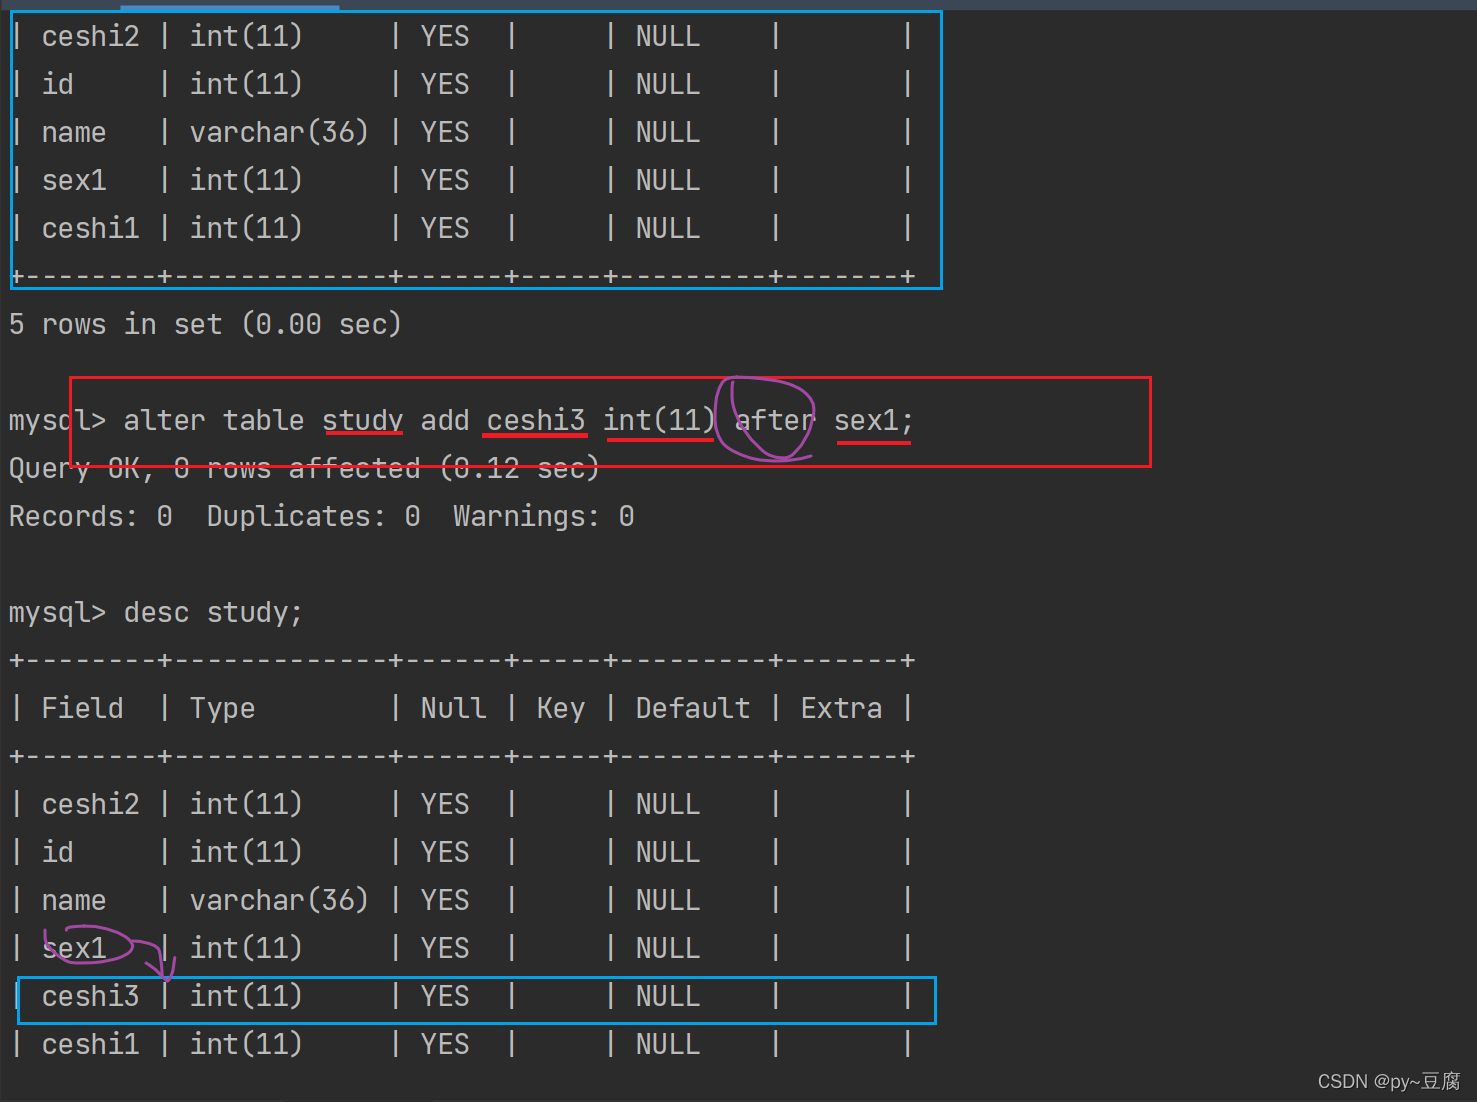 | ceshi2 | int(11)     | YES  |     | NULL    |       |
| id     | int(11)     | YES  |     | NULL    |       |
| name   | varchar(36) | YES  |     | NULL    |       |
| sex1   | int(11)     | YES  |     | NULL    |       |
| ceshi1 | int(11)     | YES  |     | NULL    |       |
+--------+-------------+------+-----+---------+-------+
5 rows in set (0.00 sec)
mysql> alter table study add ceshi3 int(11) after sex1;
Query OK, 0 rows affected (0.12 sec)
Records: 0  Duplicates: 0  Warnings: 0
mysql> desc study;
+--------+-------------+------+-----+---------+-------+
| Field  | Type        | Null | Key | Default | Extra |
+--------+-------------+------+-----+---------+-------+
| ceshi2 | int(11)     | YES  |     | NULL    |       |
| id     | int(11)     | YES  |     | NULL    |       |
| name   | varchar(36) | YES  |     | NULL    |       |
| sex1   | int(11)     | YES  |     | NULL    |       |
| ceshi3 | int(11)     | YES  |     | NULL    |       |
| ceshi1 | int(11)     | YES  |     | NULL    |       |
CSDN @py~豆腐